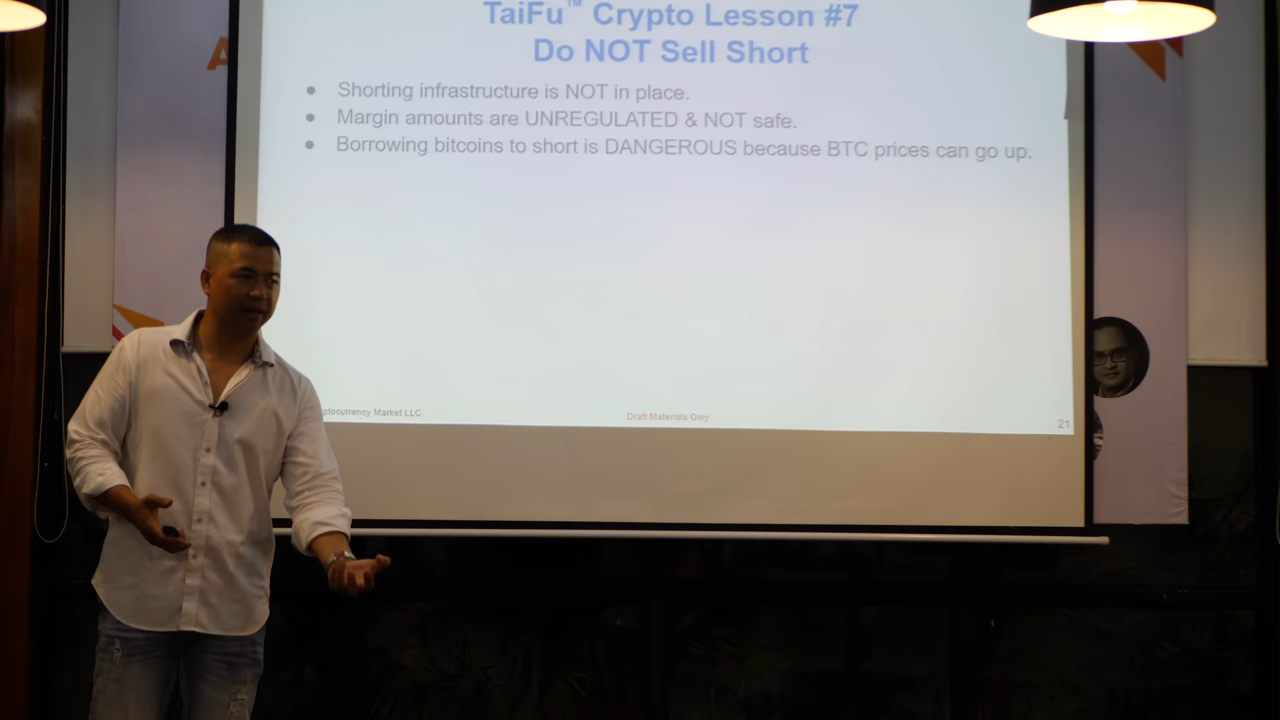 TaiFu™ Crypto Lesson #7
Do NOT Sell Short
● Shorting infrastructure is NOT in place.
● Margin amounts are UNREGULATED & NOT safe.
● Borrowing bitcoins to short is DANGEROUS because BTC prices can go up.
Market LLC.
Draft Materials Only
21